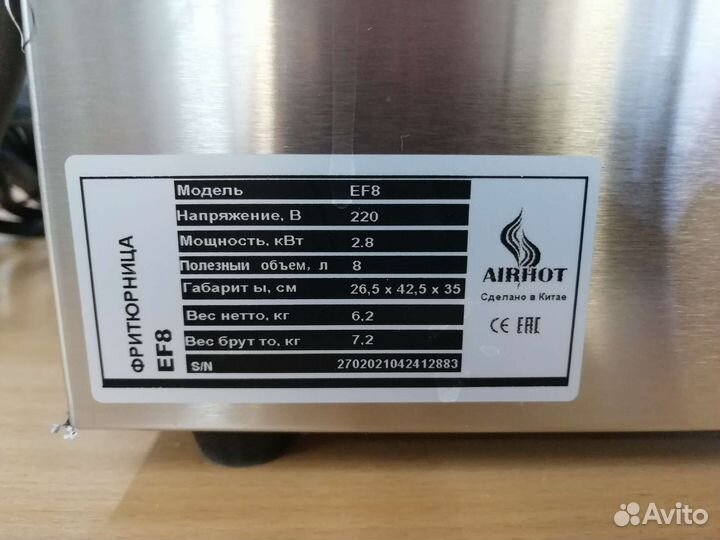 ФРИТЮРНИЦА
EF8
Модель EF8
Напряжение, В 220
Мощность, кВт 2.8
Полезный объем, л 8
Габарит ы, см 26,5 x 42,5 x 35
Вес нетто, кг 6,2
Вес брут то, кг 7,2
S/N 2702021042412883
AIRHOT
Сделано в Китае
CE EAC
Avito